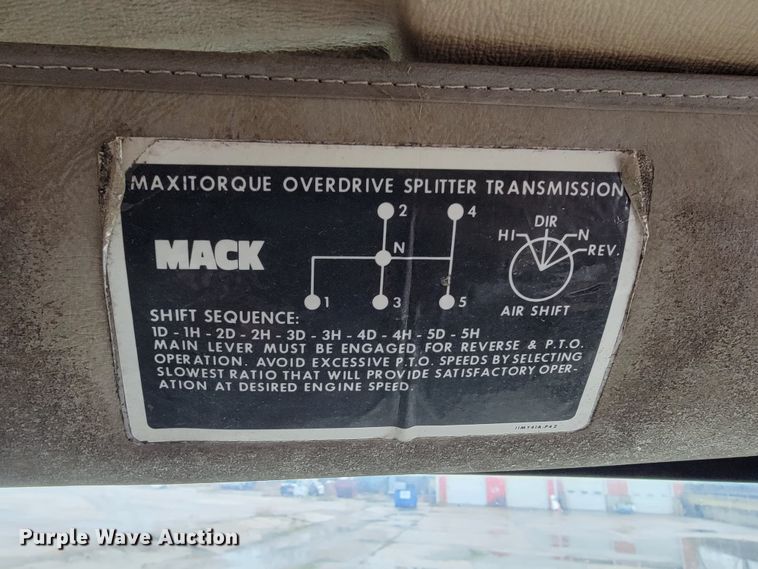 MAXITORQUE OVERDRIVE SPLITTER TRANSMISSION
2 4
DIR
HI N
REV.
N
MACK
1 3 5
AIR SHIFT
SHIFT SEQUENCE:
1D - 1H - 2D - 2H - 3D - 3H - 4D - 4H - 5D - 5H
MAIN LEVER MUST BE ENGAGED FOR REVERSE & P.T.O.
OPERATION. AVOID EXCESSIVE P.T.O. SPEEDS BY SELECTING
SLOWEST RATIO THAT WILL PROVIDE SATISFACTORY OPER-
ATION AT DESIRED ENGINE SPEED.
Purple Wave Auction